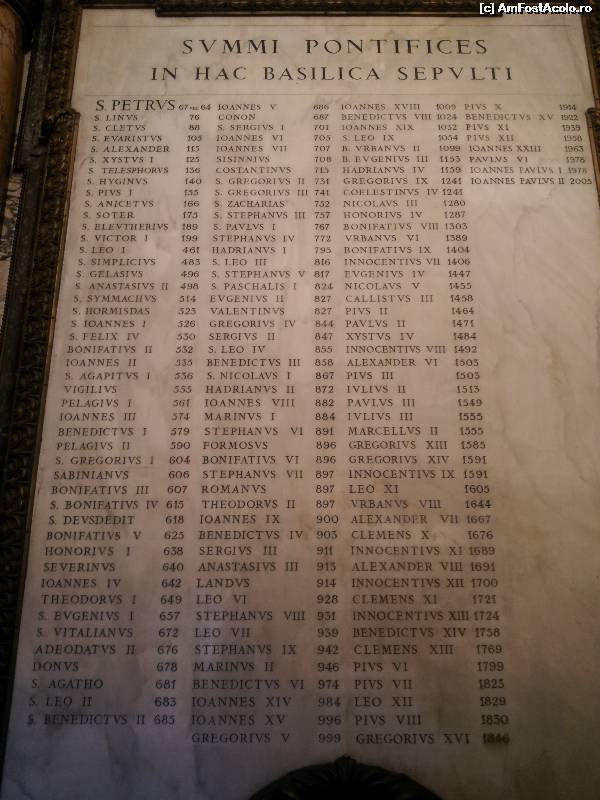 (c) AmFostAcolo.ro
SVMMI PONTIFICES
IN HAC BASILICA SEPVLTI
S. PETRVS 67 vel 64
S. LINVS 76
S. CLETVS 88
S. EVARISTVS 105
S. ALEXANDER 115
S. XYSTVS I 125
S. TELESPHORVS 136
S. HYGINVS 140
S. PIVS I 155
S. ANICETVS 166
S. SOTER 175
S. ELEVTHERIVS 189
S. VICTOR I 199
S. LEO I 461
S. SIMPLICIVS 483
S. GELASIVS 496
S. ANASTASIVS II 498
S. SYMMACHVS 514
S. HORMISDAS 523
S. IOANNES I 526
S. FELIX IV 530
BONIFATIVS II 532
IOANNES II 535
S. AGAPITVS I 536
VIGILIVS 555
PELAGIVS I 561
IOANNES III 574
BENEDICTVS I 579
PELAGIVS II 590
S. GREGORIVS I 604
SABINIANVS 606
BONIFATIVS III 607
S. BONIFATIVS IV 615
S. DEVSDEDIT 618
BONIFATIVS V 625
HONORIVS I 638
SEVERINVS 640
IOANNES IV 642
THEODORVS I 649
S. EVGENIVS I 657
S. VITALIANVS 672
ADEODATVS II 676
DONVS 678
S. AGATHO 681
S. LEO II 683
S. BENEDICTVS II 685
IOANNES V 686
CONON 687
S. SERGIVS I 701
IOANNES VI 705
IOANNES VII 707
SISINNIVS 708
COSTANTINVS 715
S. GREGORIVS II 731
S. GREGORIVS III 741
S. ZACHARIAS 752
S. STEPHANVS III 757
S. PAVLVS I 767
STEPHANVS IV 772
HADRIANVS I 795
S. LEO III 816
S. STEPHANVS V 817
S. PASCHALIS I 824
EVGENIVS II 827
VALENTINVS 827
GREGORIVS IV 844
SERGIVS II 847
S. LEO IV 855
BENEDICTVS III 858
S. NICOLAVS I 867
HADRIANVS II 872
IOANNES VIII 882
MARINVS I 884
STEPHANVS VI 891
FORMOSVS 896
BONIFATIVS VI 896
STEPHANVS VII 897
ROMANVS 897
THEODORVS II 897
IOANNES IX 900
BENEDICTVS IV 903
SERGIVS III 911
ANASTASIVS III 913
LANDVS 914
LEO VI 928
STEPHANVS VIII 931
LEO VII 939
STEPHANVS IX 942
MARINVS II 946
BENEDICTVS VI 974
IOANNES XIV 984
IOANNES XV 996
GREGORIVS V 999
IOANNES XVIII 1009
BENEDICTVS VIII 1024
IOANNES XIX 1032
S. LEO IX 1054
B. VRBANVS II 1099
B. EVGENIVS III 1153
HADRIANVS IV 1159
GREGORIVS IX 1241
COELESTINVS IV 1241
NICOLAVS III 1280
HONORIVS IV 1287
BONIFATIVS VIII 1303
VRBANVS VI 1389
BONIFATIVS IX 1404
INNOCENTIVS VII 1406
EVGENIVS IV 1447
NICOLAVS V 1455
CALLISTVS III 1458
PIVS II 1464
PAVLVS II 1471
XYSTVS IV 1484
INNOCENTIVS VIII 1492
ALEXANDER VI 1503
PIVS III 1503
IVLIVS II 1513
PAVLVS III 1549
IVLIVS III 1555
MARCELLVS II 1555
GREGORIVS XIII 1585
GREGORIVS XIV 1591
INNOCENTIVS IX 1591
LEO XI 1605
VRBANVS VIII 1644
ALEXANDER VII 1667
CLEMENS X 1676
INNOCENTIVS XI 1689
ALEXANDER VIII 1691
INNOCENTIVS XII 1700
CLEMENS XI 1721
INNOCENTIVS XIII 1724
BENEDICTVS XIV 1758
CLEMENS XIII 1769
PIVS VI 1799
PIVS VII 1823
LEO XII 1829
PIVS VIII 1830
GREGORIVS XVI 1846
PIVS X 1914
BENEDICTVS XV 1922
PIVS XI 1939
PIVS XII 1958
IOANNES XXIII 1963
PAVLVS VI 1978
IOANNES PAVLVS I 1978
IOANNES PAVLVS II 2005